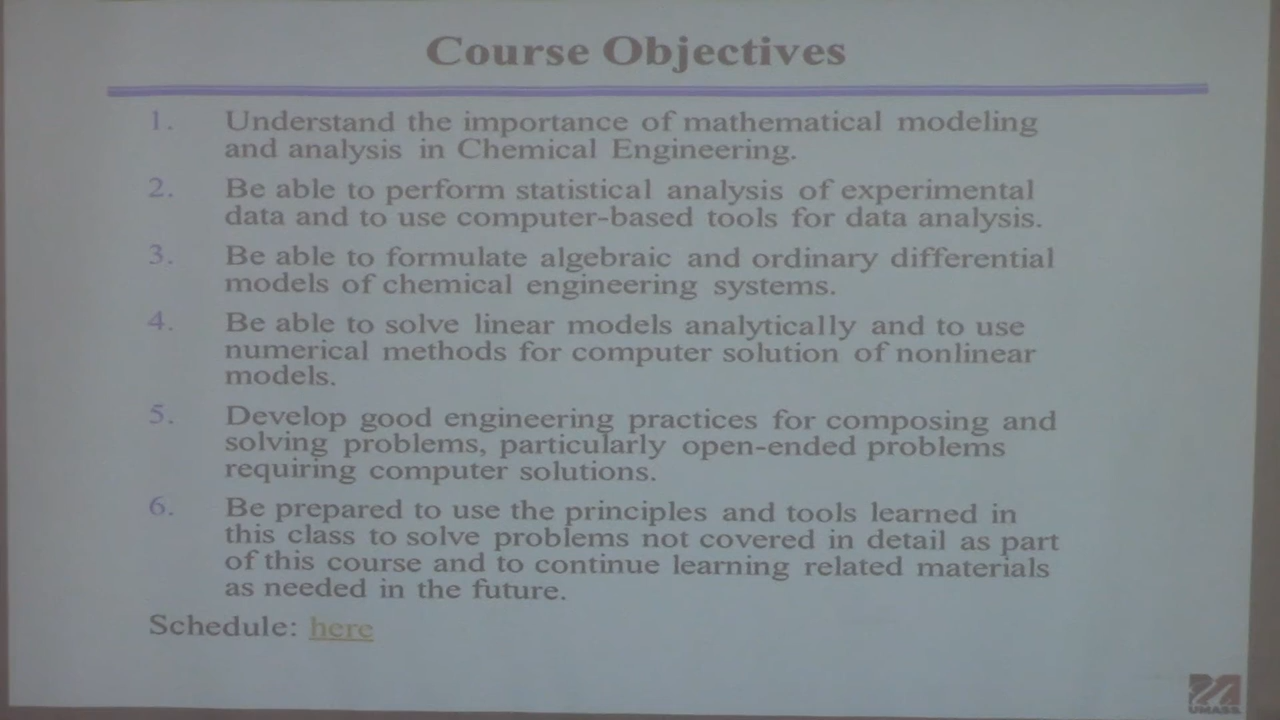 Course Objectives
1. Understand the importance of mathematical modeling
and analysis in Chemical Engineering.
2. Be able to perform statistical analysis of experimental
data and to use computer-based tools for data analysis.
3. Be able to formulate algebraic and ordinary differential
models of chemical engineering systems.
4. Be able to solve linear models analytically and to use
numerical methods for computer solution of nonlinear
models.
5. Develop good engineering practices for composing and
solving problems, particularly open-ended problems
requiring computer solutions.
6. Be prepared to use the principles and tools learned in
this class to solve problems not covered in detail as part
of this course and to continue learning related materials
as needed in the future.
Schedule: here
UMASS